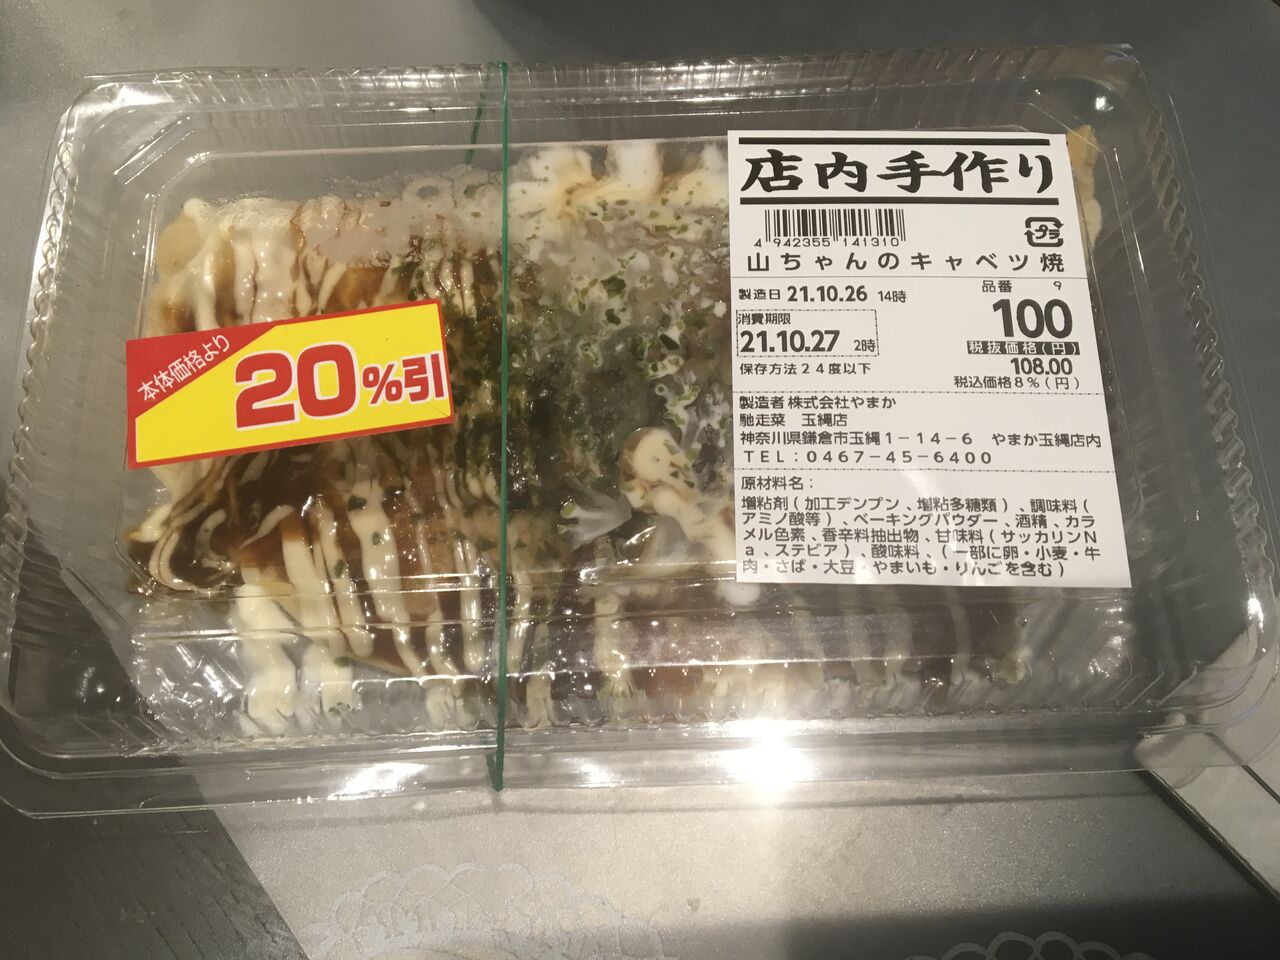 店内手作り
4 942355 141310
プラ
山ちゃんのキャベツ焼
製造日 21.10.26 14時
品番 9
消費期限
21.10.27 2時
100
税抜価格(円)
保存方法24度以下
108.00
税込価格8%(円)
製造者 株式会社やまか
馳走菜 玉縄店
神奈川県鎌倉市玉縄1-14-6 やまか玉縄店内
TEL:0467-45-6400
原材料名:
増粘剤(加工デンプン、増粘多糖類)、調味料(
アミノ酸等)、ベーキングパウダー、酒精、カラ
メル色素、香辛料抽出物、甘味料(サッカリンN
a、ステビア)、酸味料、(一部に卵・小麦・牛
肉・さば・大豆・やまいも・りんごを含む)
本体価格より
20%引